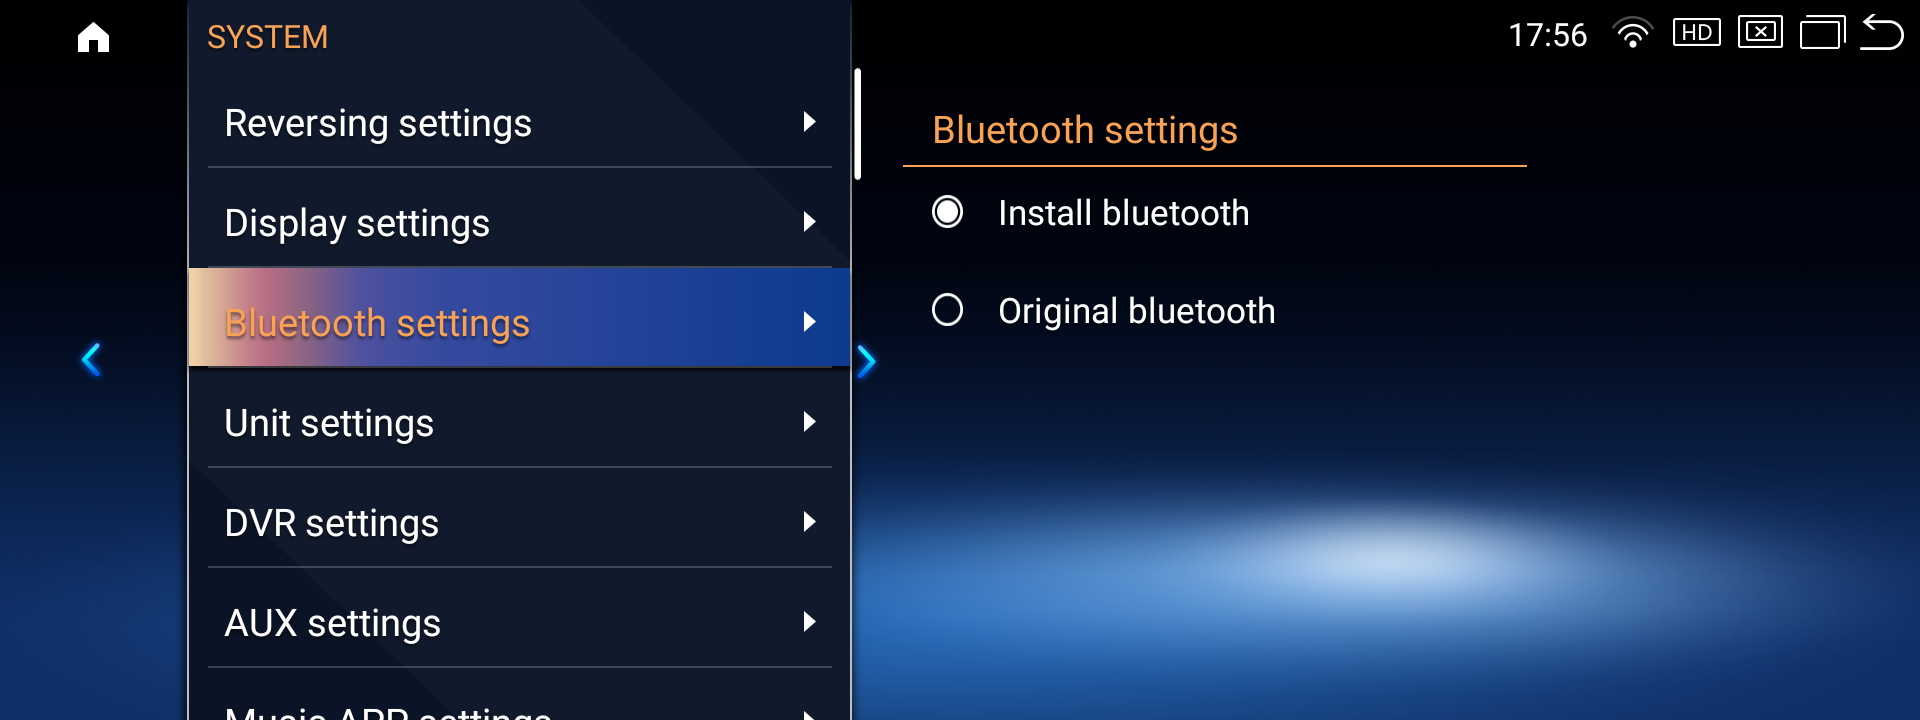 SYSTEM
17:56
HD
Reversing settings
Display settings
Bluetooth settings
Unit settings
DVR settings
AUX settings
Music APP settings
Bluetooth settings
Install bluetooth
Original bluetooth